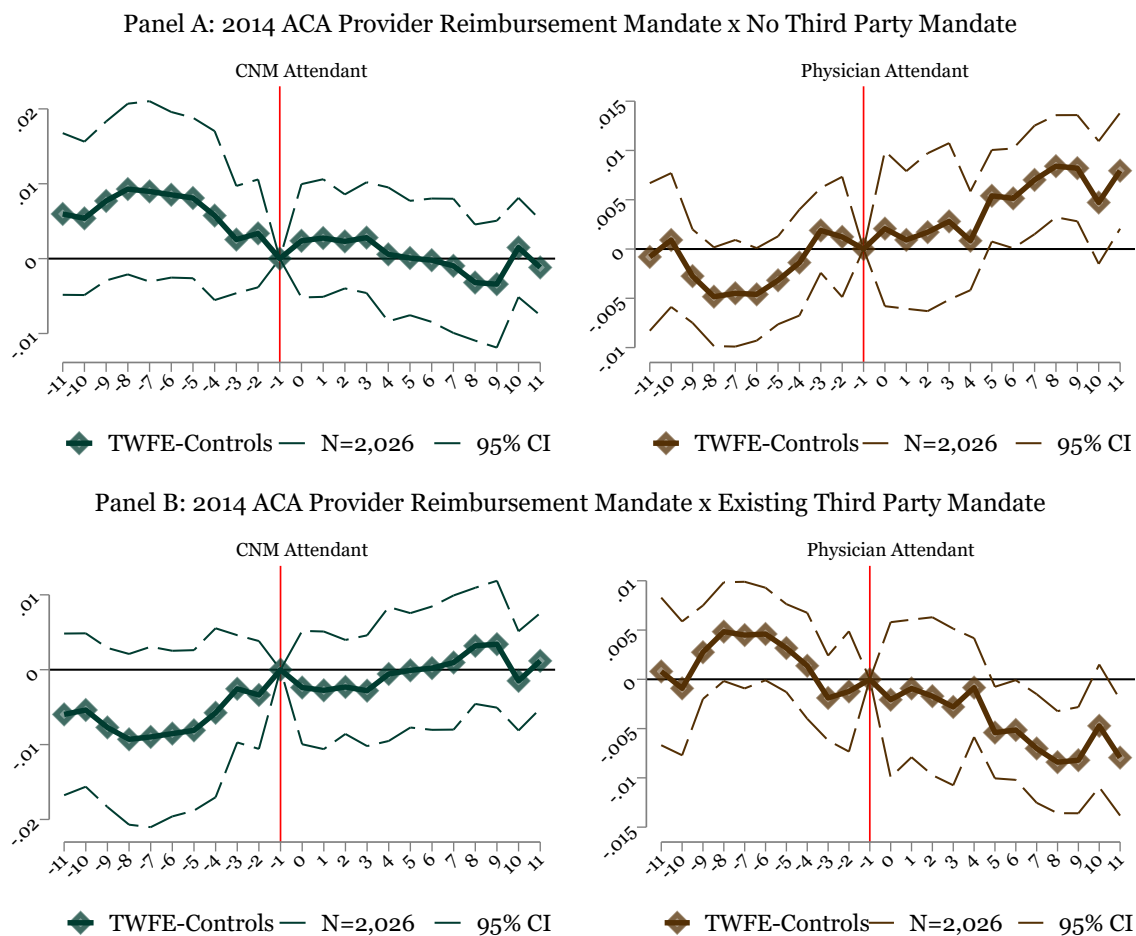 Panel A: 2014 ACA Provider Reimbursement Mandate x No Third Party Mandate
CNM Attendant
.02
.01
0
-.01
-11 -10 -9 -8 -7 -6 -5 -4 -3 -2 -1 0 1 2 3 4 5 6 7 8 9 10 11
TWFE-Controls N=2,026 95% CI
Physician Attendant
.015
.01
.005
0
-.005
-.01
-11 -10 -9 -8 -7 -6 -5 -4 -3 -2 -1 0 1 2 3 4 5 6 7 8 9 10 11
TWFE-Controls N=2,026 95% CI
Panel B: 2014 ACA Provider Reimbursement Mandate x Existing Third Party Mandate
CNM Attendant
.01
0
-.01
-.02
-11 -10 -9 -8 -7 -6 -5 -4 -3 -2 -1 0 1 2 3 4 5 6 7 8 9 10 11
TWFE-Controls N=2,026 95% CI
Physician Attendant
.01
.005
0
-.005
-.01
-.015
-11 -10 -9 -8 -7 -6 -5 -4 -3 -2 -1 0 1 2 3 4 5 6 7 8 9 10 11
TWFE-Controls N=2,026 95% CI